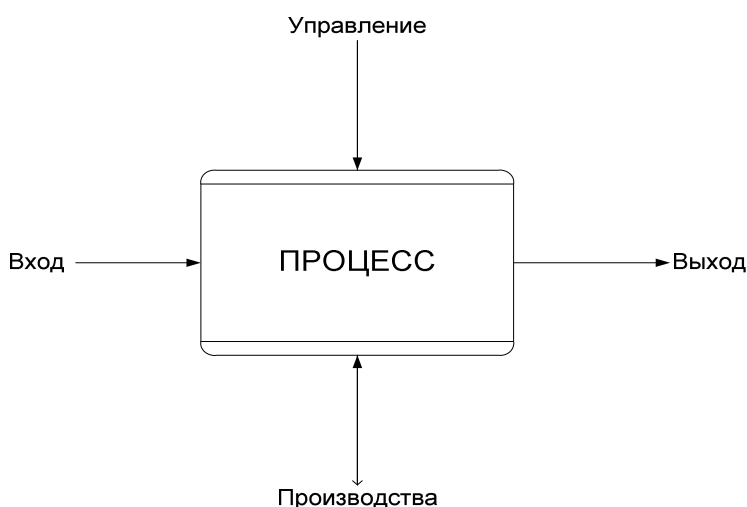 Управление
Вход
ПРОЦЕСС
Выход
Производства